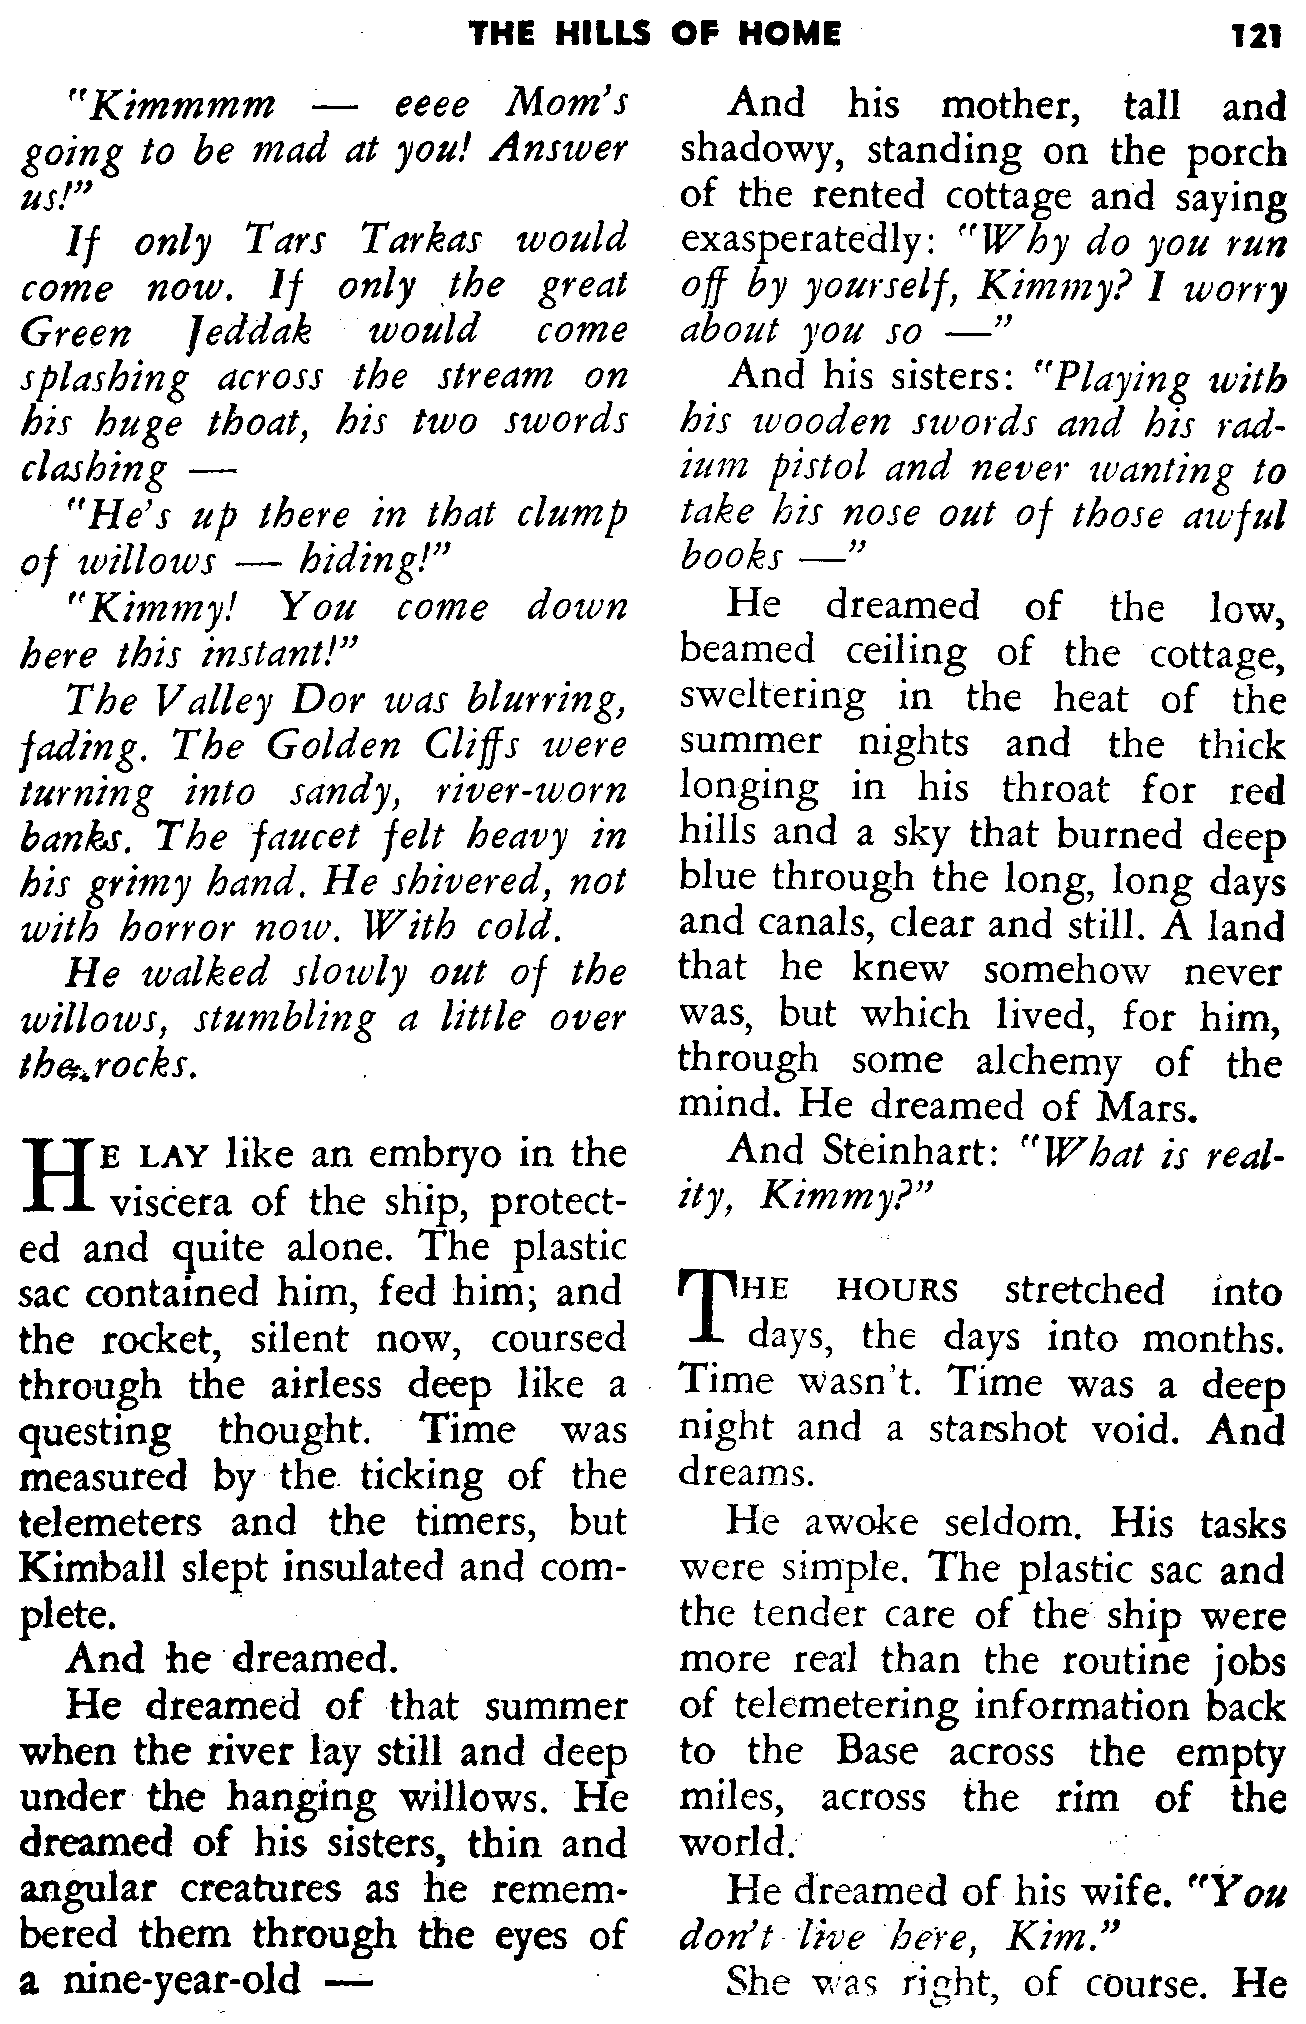 THE HILLS OF HOME 121
"Kimmmm — eeee Mom's
going to be mad at you! Answer
us!"
If only Tars Tarkas would
come now. If only the great
Green Jeddak would come
splashing across the stream on
his huge thoat, his two swords
clashing —
"He's up there in that clump
of willows — hiding!"
"Kimmy! You come down
here this instant!"
The Valley Dor was blurring,
fading. The Golden Cliffs were
turning into sandy, river-worn
banks. The faucet felt heavy in
his grimy hand. He shivered, not
with horror now. With cold.
He walked slowly out of the
willows, stumbling a little over
the rocks.
HE LAY like an embryo in the
viscera of the ship, protect-
ed and quite alone. The plastic
sac contained him, fed him; and
the rocket, silent now, coursed
through the airless deep like a
questing thought. Time was
measured by the ticking of the
telemeters and the timers, but
Kimball slept insulated and com-
plete.
And he dreamed.
He dreamed of that summer
when the river lay still and deep
under the hanging willows. He
dreamed of his sisters, thin and
angular creatures as he remem-
bered them through the eyes of
a nine-year-old —
And his mother, tall and
shadowy, standing on the porch
of the rented cottage and saying
exasperatedly: "Why do you run
off by yourself, Kimmy? I worry
about you so —"
And his sisters: "Playing with
his wooden swords and his rad-
ium pistol and never wanting to
take his nose out of those awful
books —"
He dreamed of the low,
beamed ceiling of the cottage,
sweltering in the heat of the
summer nights and the thick
longing in his throat for red
hills and a sky that burned deep
blue through the long, long days
and canals, clear and still. A land
that he knew somehow never
was, but which lived, for him,
through some alchemy of the
mind. He dreamed of Mars.
And Steinhart: "What is real-
ity, Kimmy?"
THE HOURS stretched into
days, the days into months.
Time wasn't. Time was a deep
night and a starshot void. And
dreams.
He awoke seldom. His tasks
were simple. The plastic sac and
the tender care of the ship were
more real than the routine jobs
of telemetering information back
to the Base across the empty
miles, across the rim of the
world.
He dreamed of his wife. "You
don't live here, Kim."
She was right, of course. He